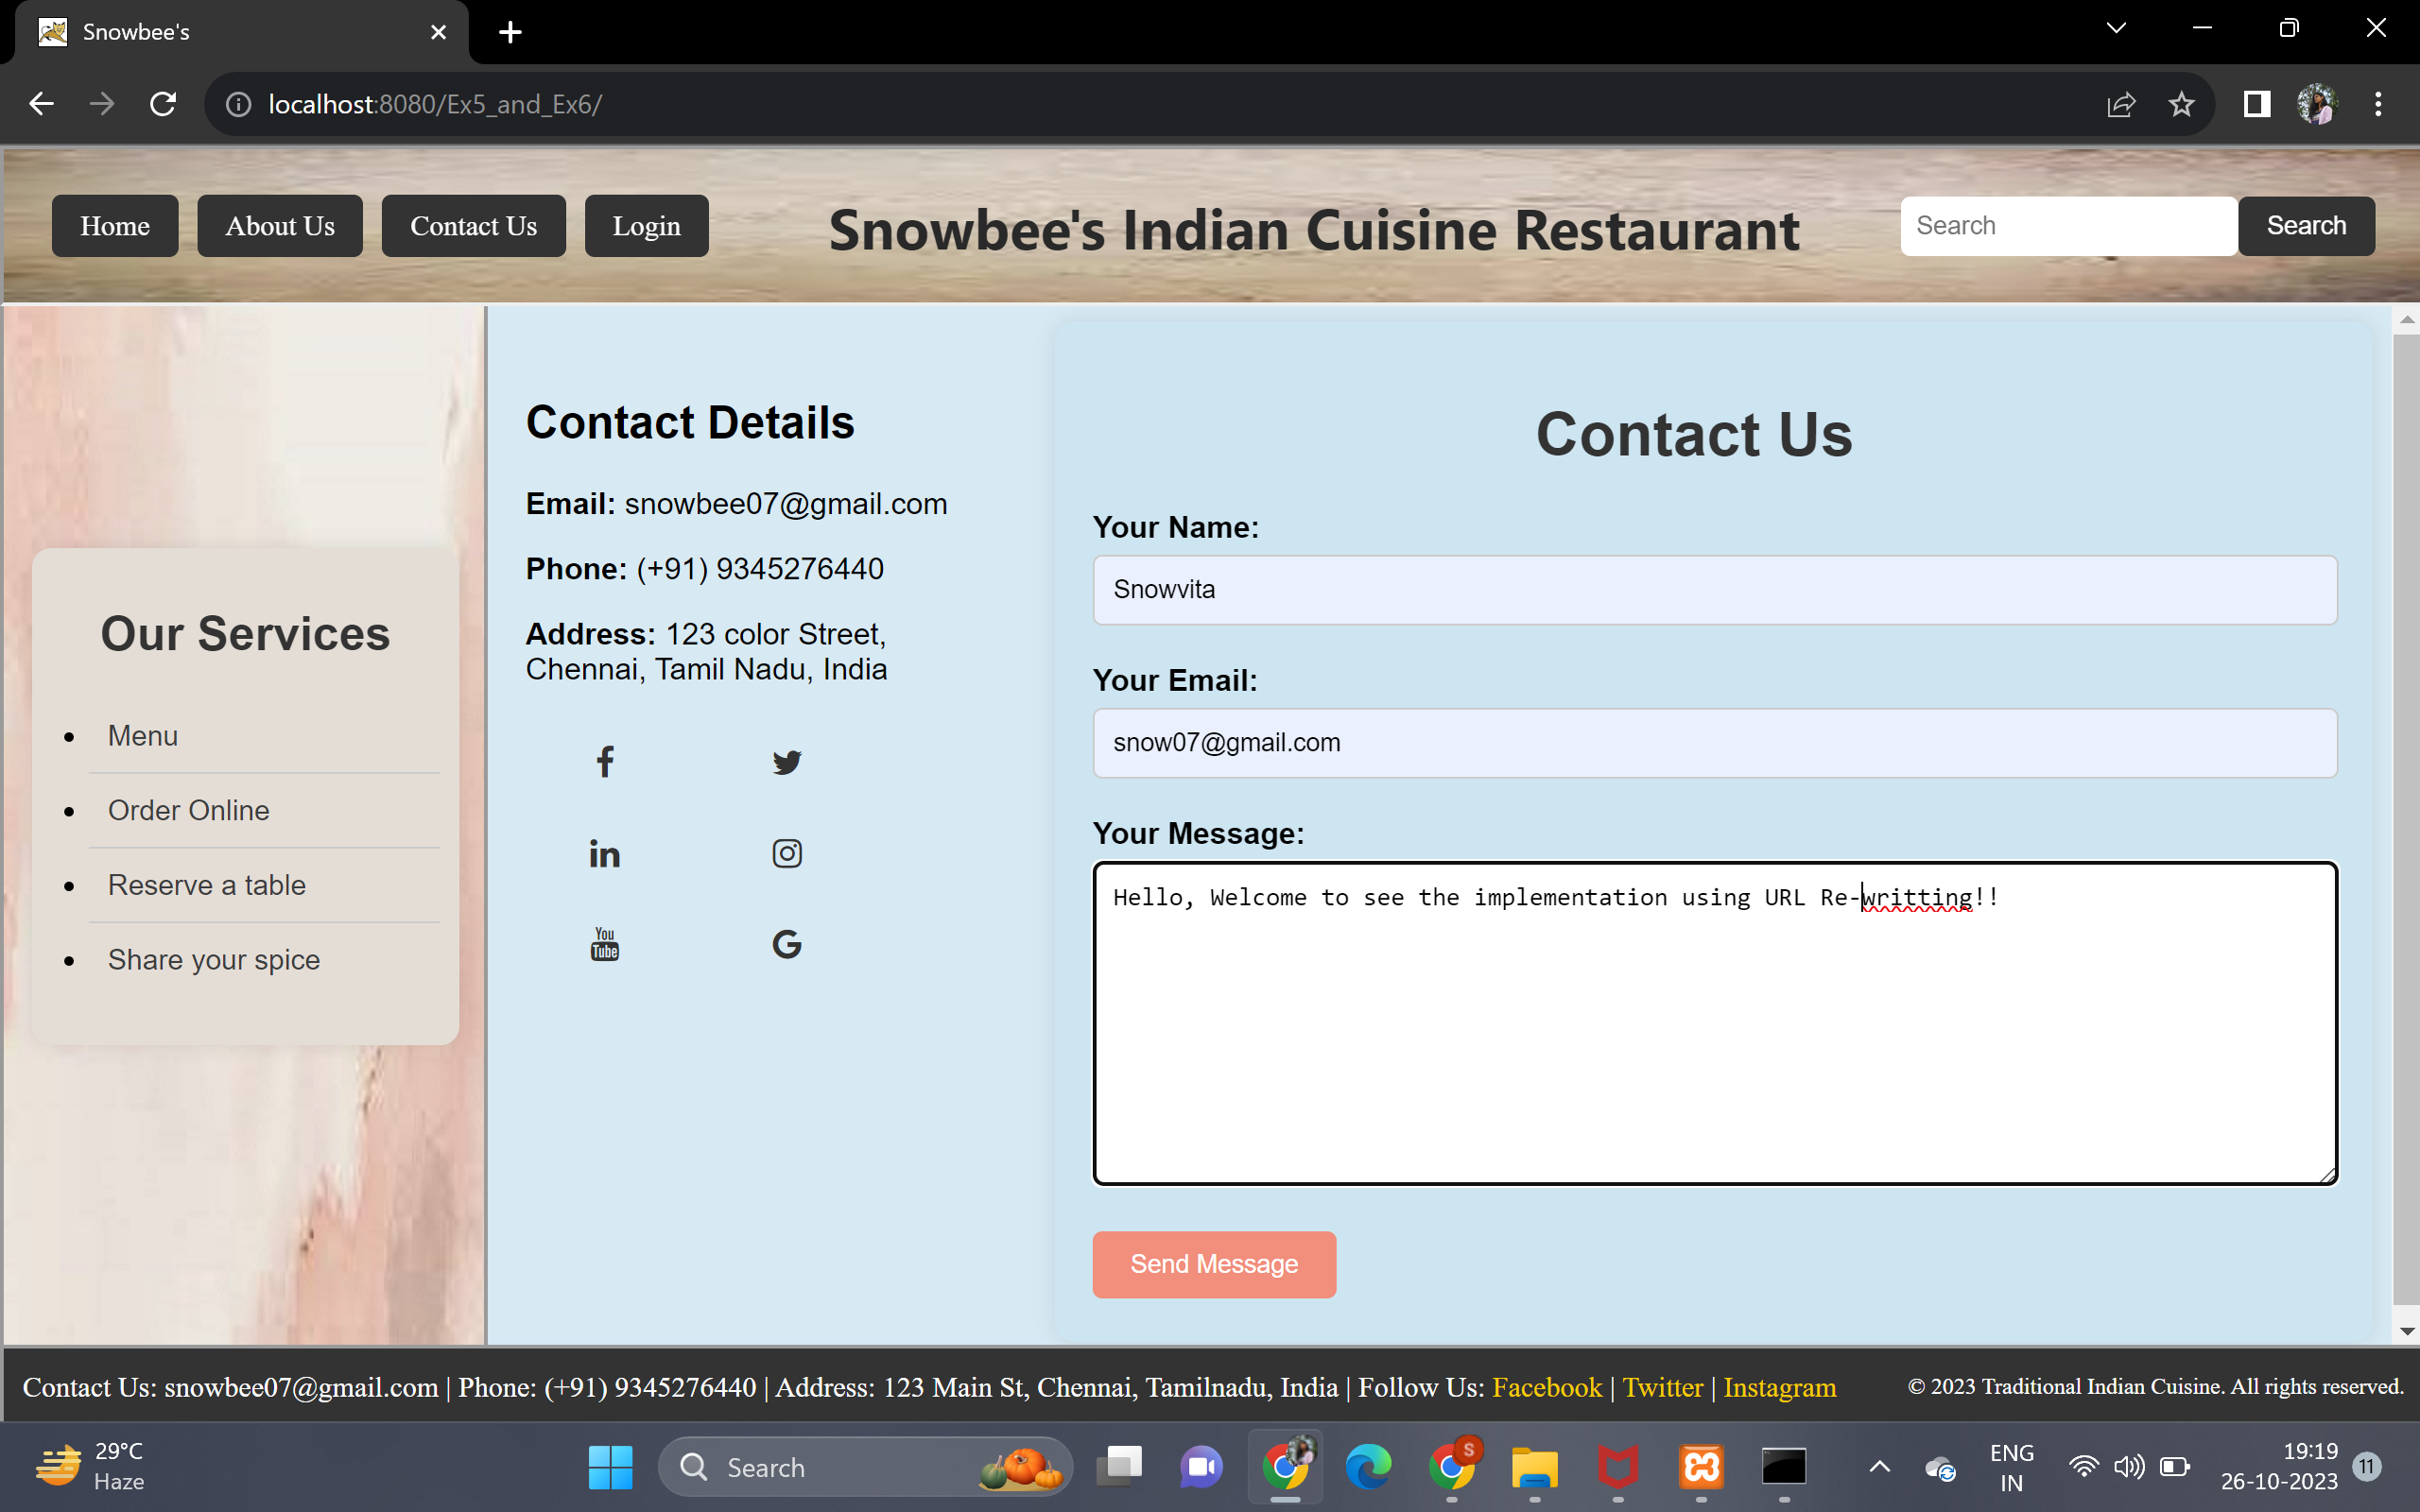 Snowbee's
localhost:8080/Ex5_and_Ex6/
Home
About Us
Contact Us
Login
Snowbee's Indian Cuisine Restaurant
Search
Search
Our Services
Menu
Order Online
Reserve a table
Share your spice
Contact Details
Email: snowbee07@gmail.com
Phone: (+91) 9345276440
Address: 123 color Street,
Chennai, Tamil Nadu, India
You
Tube
Contact Us
Your Name:
Snowvita
Your Email:
snow07@gmail.com
Your Message:
Hello, Welcome to see the implementation using URL Re-writting!!
Send Message
Contact Us: snowbee07@gmail.com | Phone: (+91) 9345276440 | Address: 123 Main St, Chennai, Tamilnadu, India | Follow Us: Facebook | Twitter | Instagram
© 2023 Traditional Indian Cuisine. All rights reserved.
29°C
Haze
Search
S
ENG
IN
19:19
26-10-2023
11